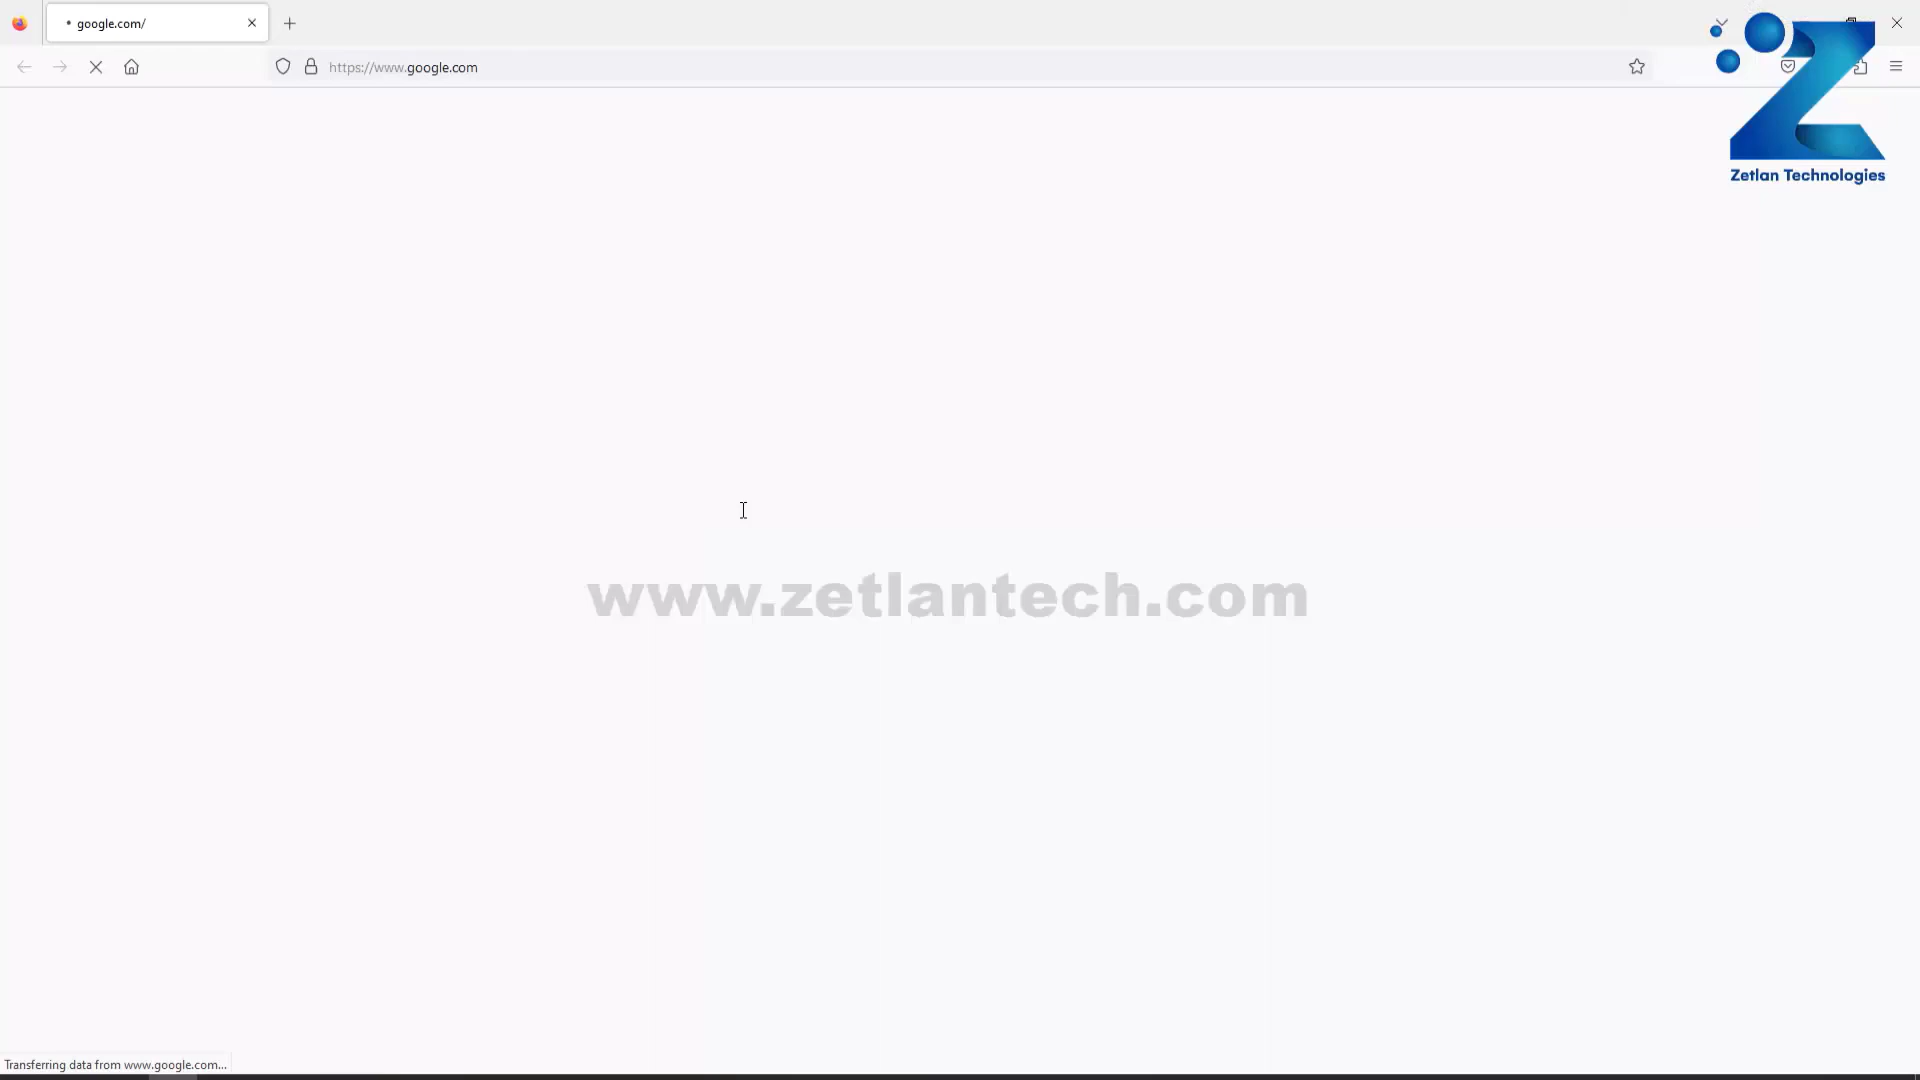 google.com/
https://www.google.com
Zetlan Technologies
www.zetlantech.com
Transferring data from www.google.com...